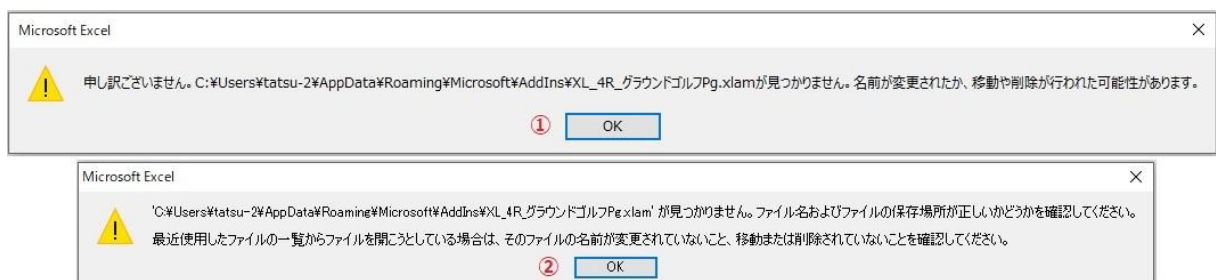 Microsoft Excel
申し訳ございません。C:¥Users¥tatsu-2¥AppData¥Roaming¥Microsoft¥AddIns¥XL_4R_グラウンドゴルフPg.xlamが見つかりません。名前が変更されたか、移動や削除が行われた可能性があります。
① OK
Microsoft Excel
'C:¥Users¥tatsu-2¥AppData¥Roaming¥Microsoft¥AddIns¥XL_4R_グラウンドゴルフPg.xlam' が見つかりません。ファイル名およびファイルの保存場所が正しいかどうかを確認してください。
最近使用したファイルの一覧からファイルを開こうとしている場合は、そのファイルの名前が変更されていないこと、移動または削除されていないことを確認してください。
② OK